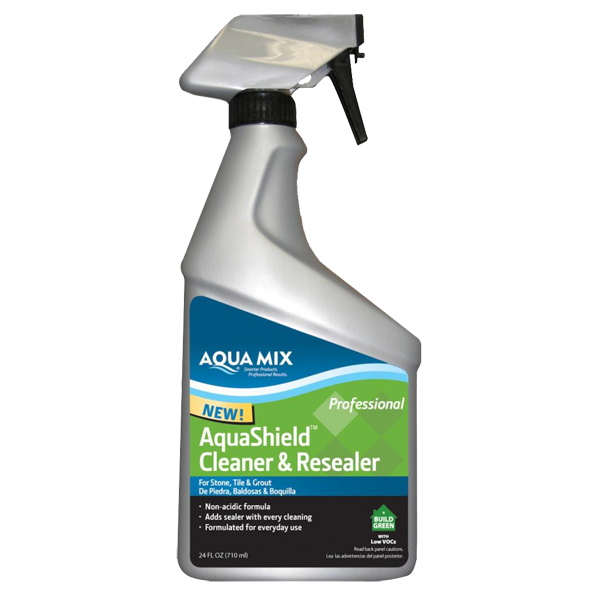 AQUA MIX®
Smarter Products.
Professional Results.
NEW!
Professional
AquaShield™
Cleaner & Resealer
For Stone, Tile & Grout
De Piedra, Baldosas & Boquilla
• Non-acidic formula
• Adds sealer with every cleaning
• Formulated for everyday use
BUILD
GREEN
WITH
Low VOCs
Read back panel cautions.
Lea las advertencias del panel posterior.
24 FL OZ (710 ml)